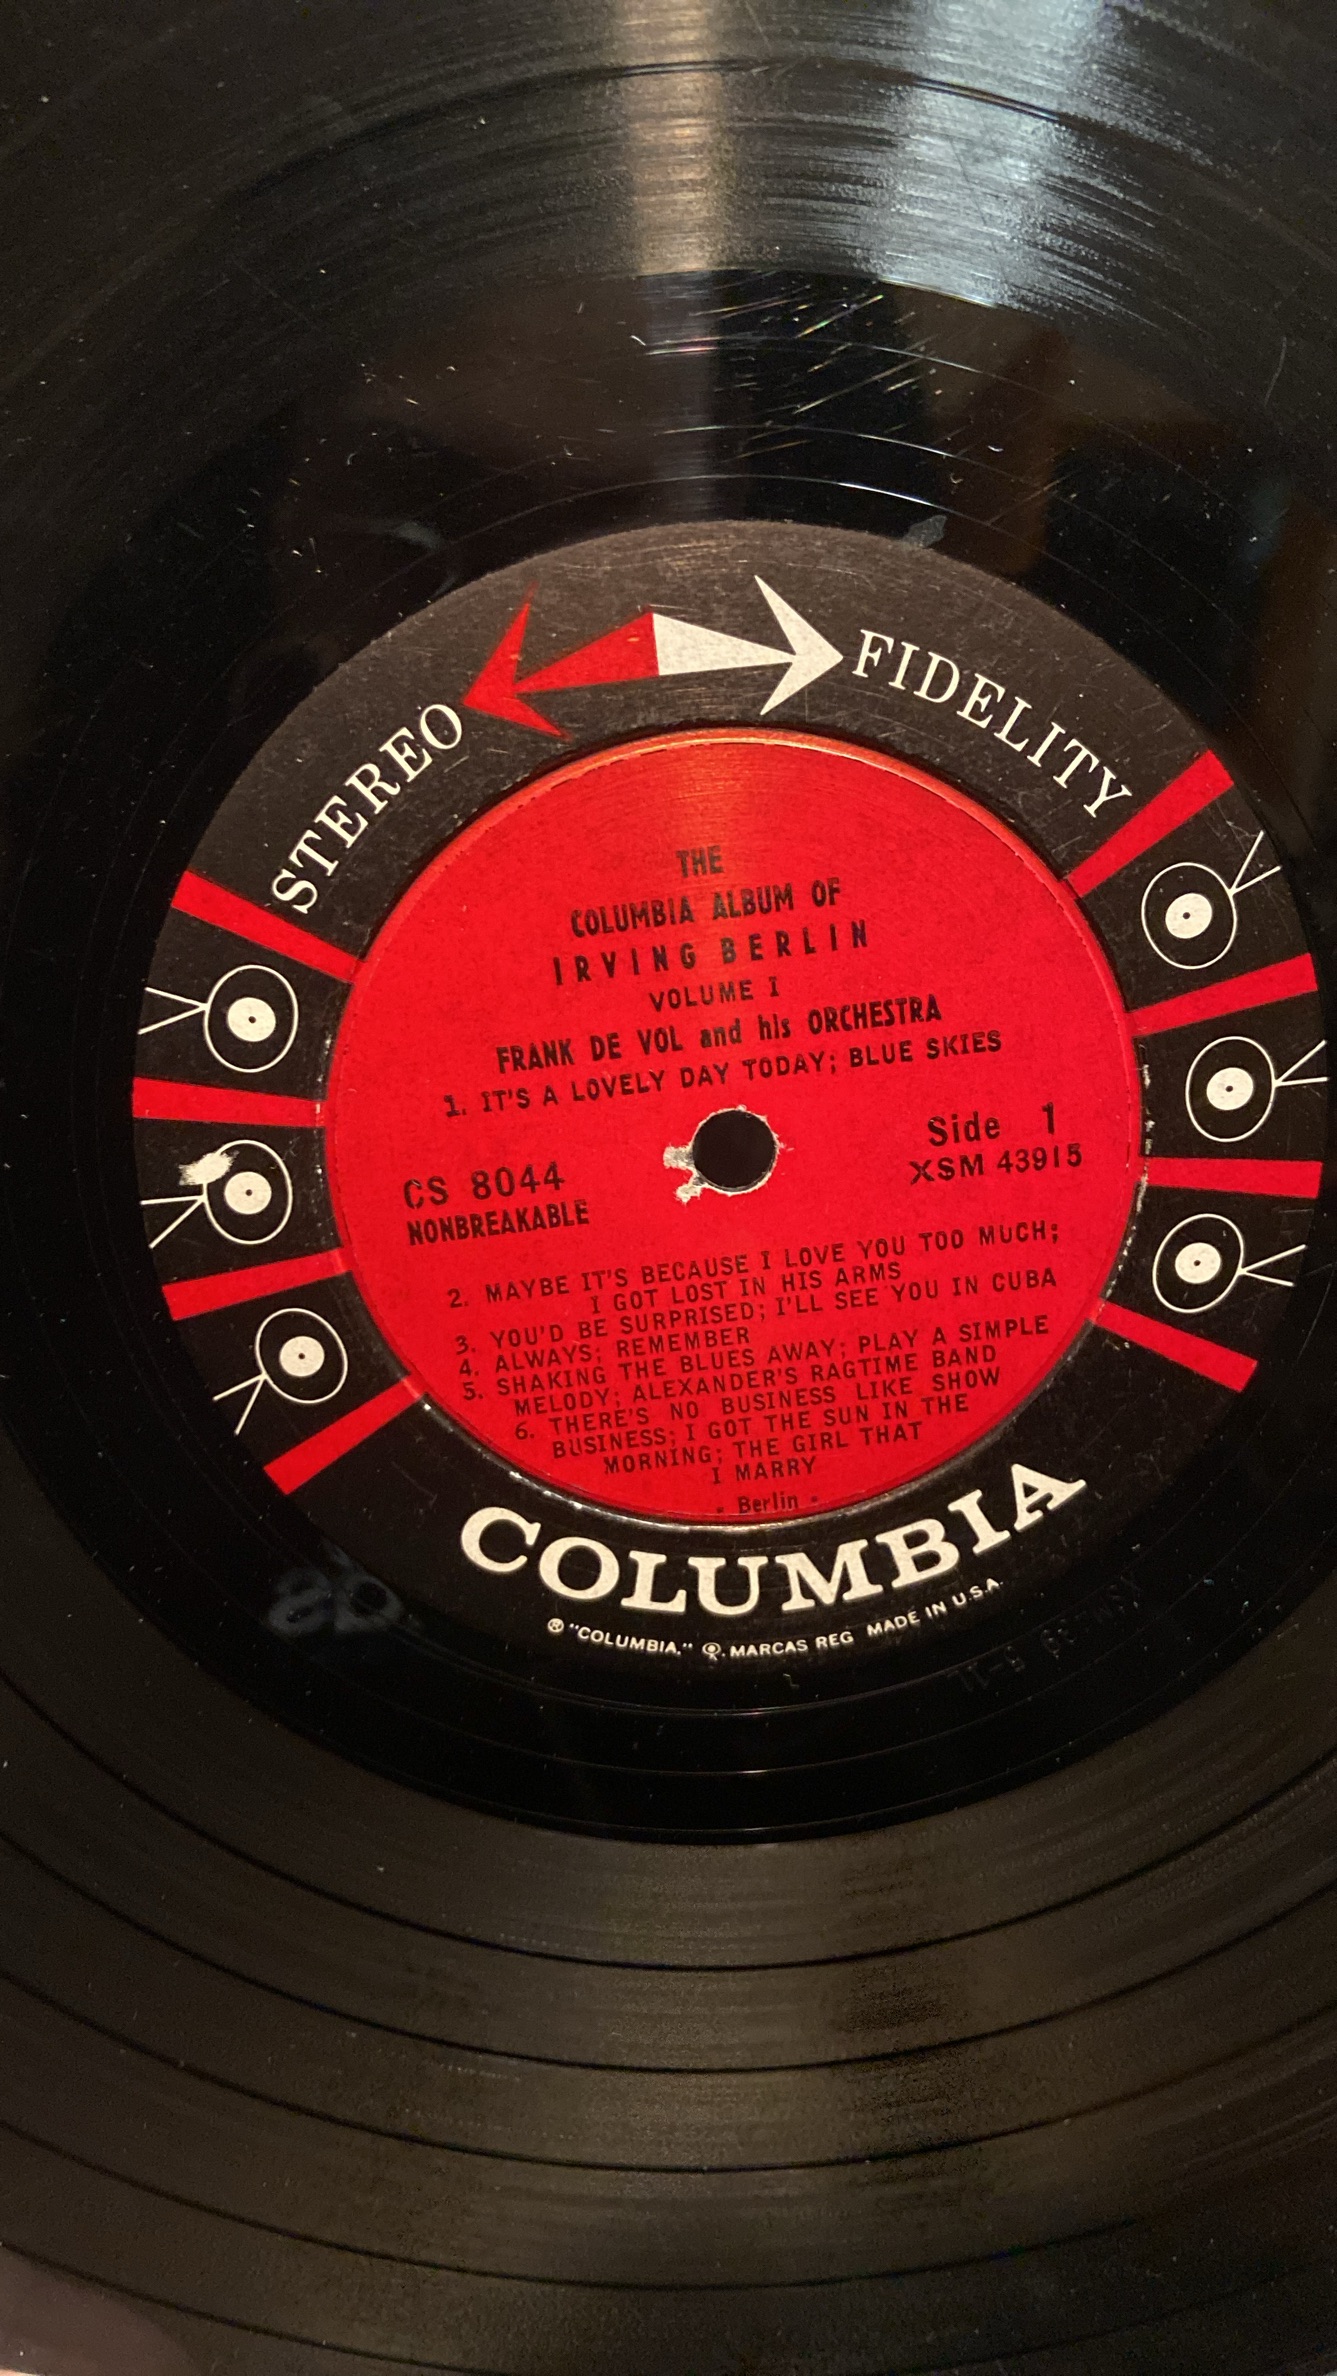 STEREO FIDELITY
THE
COLUMBIA ALBUM OF
IRVING BERLIN
VOLUME I
FRANK DE VOL and his ORCHESTRA
1. IT'S A LOVELY DAY TODAY; BLUE SKIES
Side 1
XSM 43915
CS 8044
NONBREAKABLE
2. MAYBE IT'S BECAUSE I LOVE YOU TOO MUCH;
I GOT LOST IN HIS ARMS
3. YOU'D BE SURPRISED; I'LL SEE YOU IN CUBA
4. ALWAYS; REMEMBER
5. SHAKING THE BLUES AWAY; PLAY A SIMPLE
MELODY; ALEXANDER'S RAGTIME BAND
6. THERE'S NO BUSINESS LIKE SHOW
BUSINESS; I GOT THE SUN IN THE
MORNING; THE GIRL THAT
I MARRY
- Berlin -
COLUMBIA
® "COLUMBIA," ®, MARCAS REG MADE IN U.S.A.